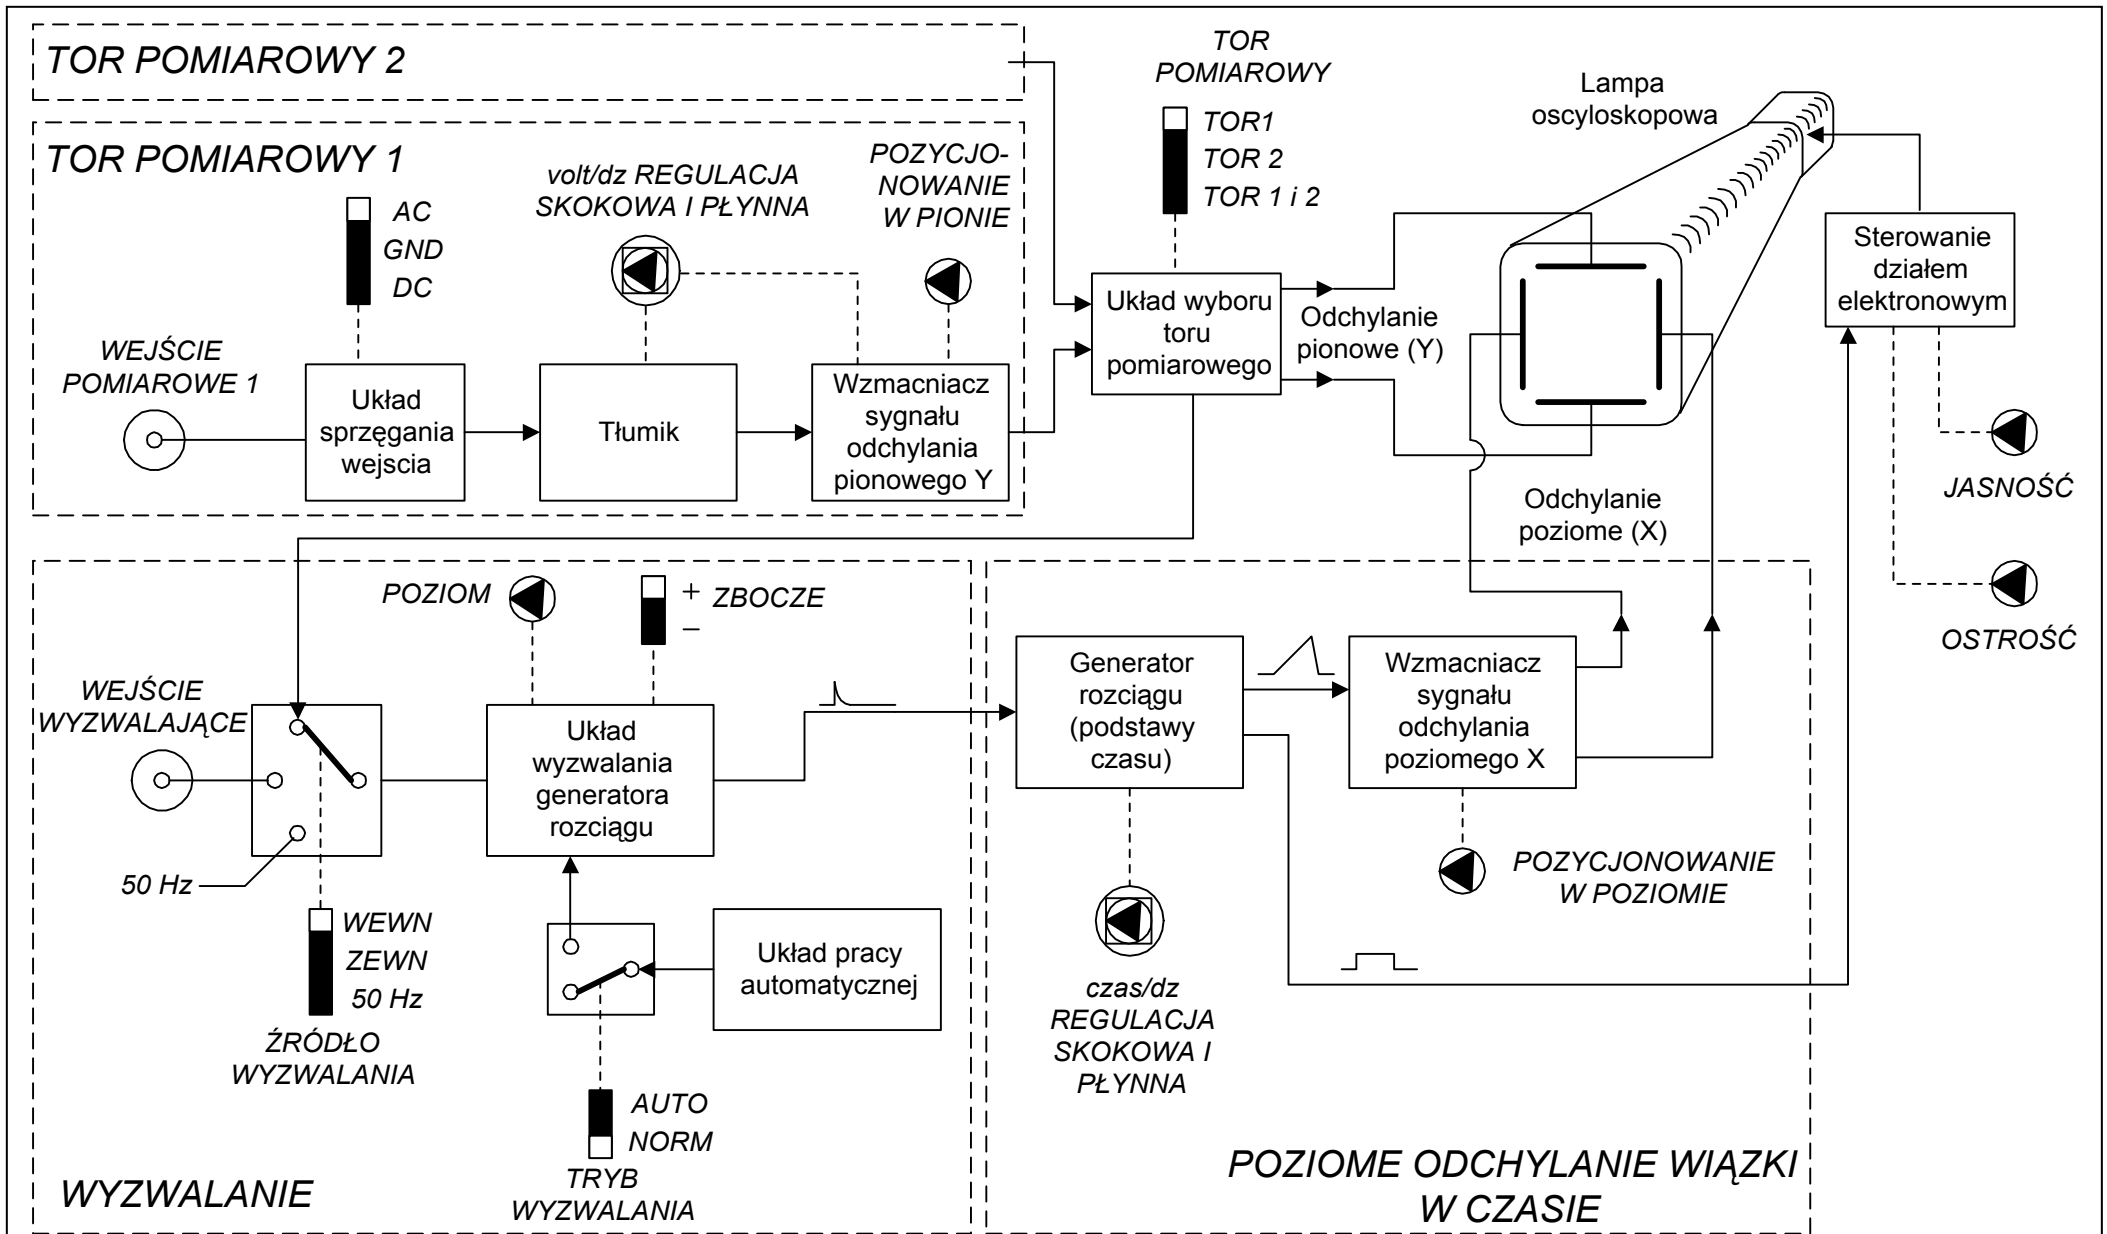 TOR POMIAROWY 2
TOR POMIAROWY 1
AC
GND
DC
volt/dz REGULACJA
SKOKOWA I PŁYNNA
POZYCJO-
NOWANIE
W PIONIE
WEJŚCIE
POMIAROWE 1
Układ
sprzęgania
wejscia
Tłumik
Wzmacniacz
sygnału
odchylania
pionowego Y
TOR
POMIAROWY
TOR1
TOR 2
TOR 1 i 2
Układ wyboru
toru
pomiarowego
Odchylanie
pionowe (Y)
Lampa
oscyloskopowa
Sterowanie
działem
elektronowym
JASNOŚĆ
OSTROŚĆ
Odchylanie
poziome (X)
POZIOM
+
ZBOCZE
–
WEJŚCIE
WYZWALAJĄCE
50 Hz
Układ
wyzwalania
generatora
rozciągu
WEWN
ZEWN
50 Hz
ŹRÓDŁO
WYZWALANIA
Układ pracy
automatycznej
AUTO
NORM
TRYB
WYZWALANIA
WYZWALANIE
Generator
rozciągu
(podstawy
czasu)
Wzmacniacz
sygnału
odchylania
poziomego X
czas/dz
REGULACJA
SKOKOWA I
PŁYNNA
POZYCJONOWANIE
W POZIOMIE
POZIOME ODCHYLANIE WIĄZKI
W CZASIE